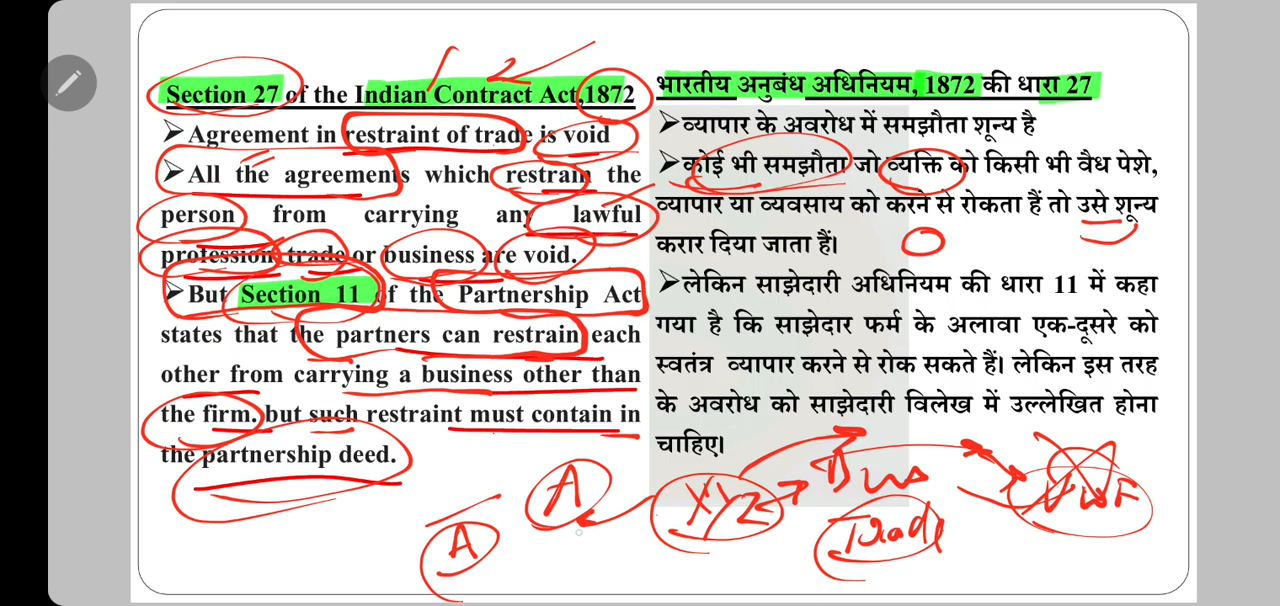 Section 27 of the Indian Contract Act,1872
➤Agreement in restraint of trade is void
➤All the agreements which restrain the
person from carrying any lawful
profession, trade or business are void.
➤But Section 11 of the Partnership Act
states that the partners can restrain each
other from carrying a business other than
the firm. but such restraint must contain in
the partnership deed.
भारतीय अनुबंध अधिनियम, 1872 की धारा 27
➤व्यापार के अवरोध में समझौता शून्य है
➤कोई भी समझौता जो व्यक्ति को किसी भी वैध पेशे,
व्यापार या व्यवसाय को करने से रोकता हैं तो उसे शून्य
करार दिया जाता हैं।
➤लेकिन साझेदारी अधिनियम की धारा 11 में कहा
गया है कि साझेदार फर्म के अलावा एक-दूसरे को
स्वतंत्र व्यापार करने से रोक सकते हैं। लेकिन इस तरह
के अवरोध को साझेदारी विलेख में उल्लेखित होना
चाहिए।
A XYZ Bus
A Trade